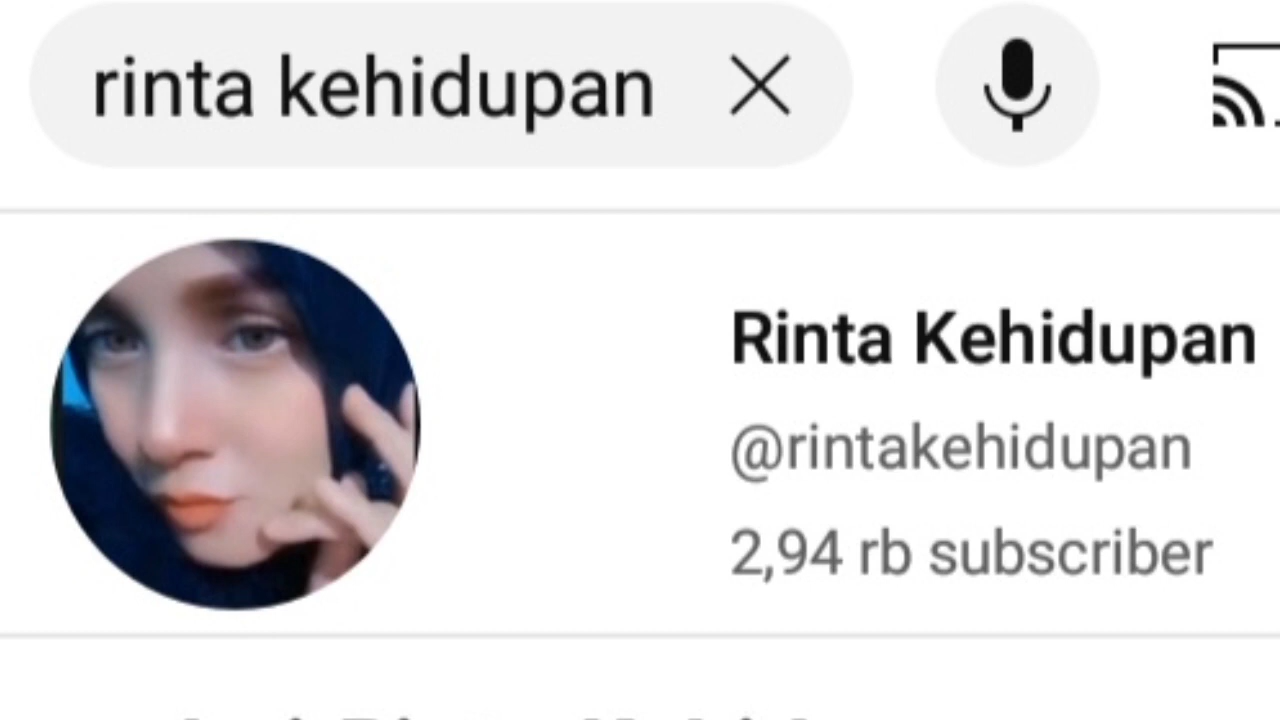 rinta kehidupan
Rinta Kehidupan
@rintakehidupan
2,94 rb subscriber